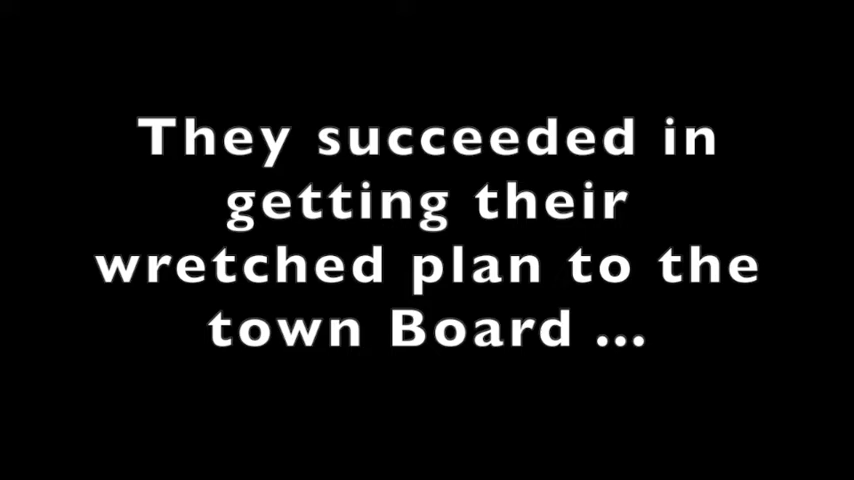 They succeeded in
getting their
wretched plan to the
town Board ...